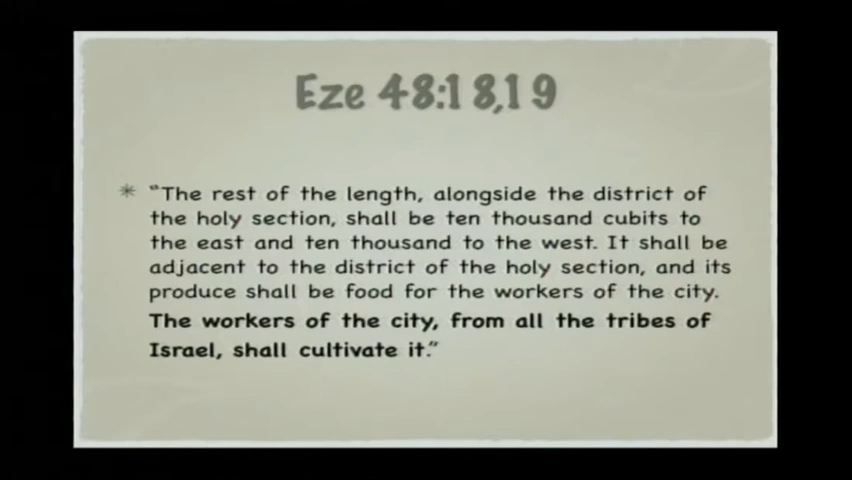 Eze 48:18,19
* "The rest of the length, alongside the district of
the holy section, shall be ten thousand cubits to
the east and ten thousand to the west. It shall be
adjacent to the district of the holy section, and its
produce shall be food for the workers of the city.
The workers of the city, from all the tribes of
Israel, shall cultivate it."